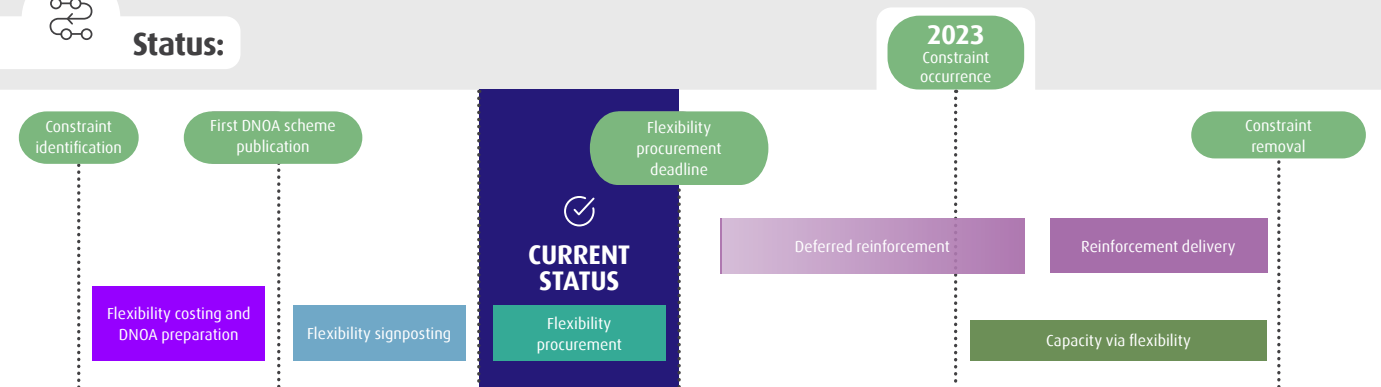 Status:
2023
Constraint
occurrence
Constraint
identification
First DNOA scheme
publication
Flexibility
procurement
deadline
Constraint
removal
CURRENT
STATUS
Deferred reinforcement
Reinforcement delivery
Flexibility costing and
DNOA preparation
Flexibility signposting
Flexibility
procurement
Capacity via flexibility